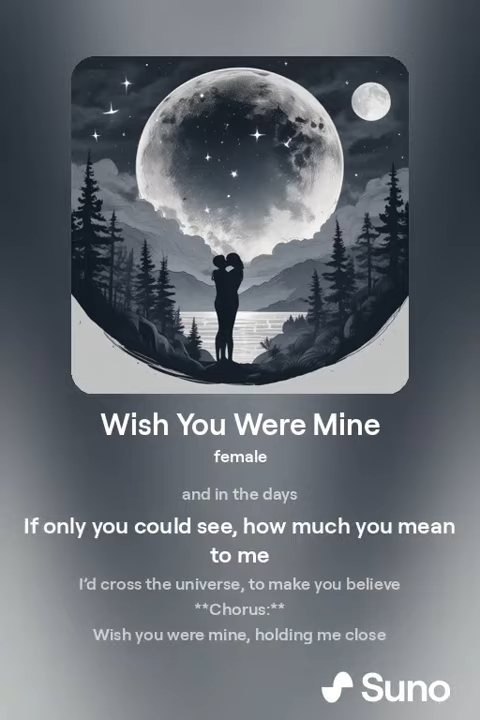 Wish You Were Mine
female
and in the days
If only you could see, how much you mean
to me
I'd cross the universe, to make you believe
**Chorus:**
Wish you were mine, holding me close
Suno